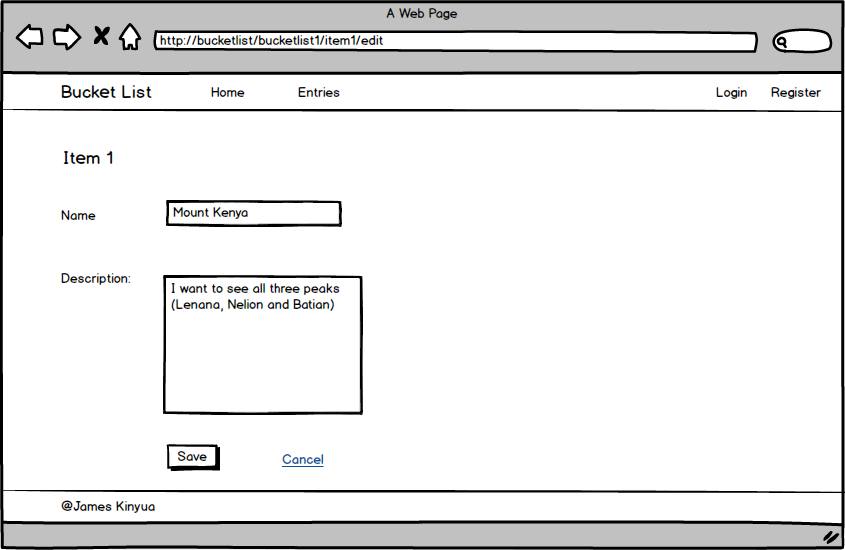 A Web Page
http://bucketlist/bucketlist1/item1/edit
Bucket List Home Entries Login Register
Item 1
Name Mount Kenya
Description: I want to see all three peaks
(Lenana, Nelion and Batian)
Save Cancel
@James Kinyua